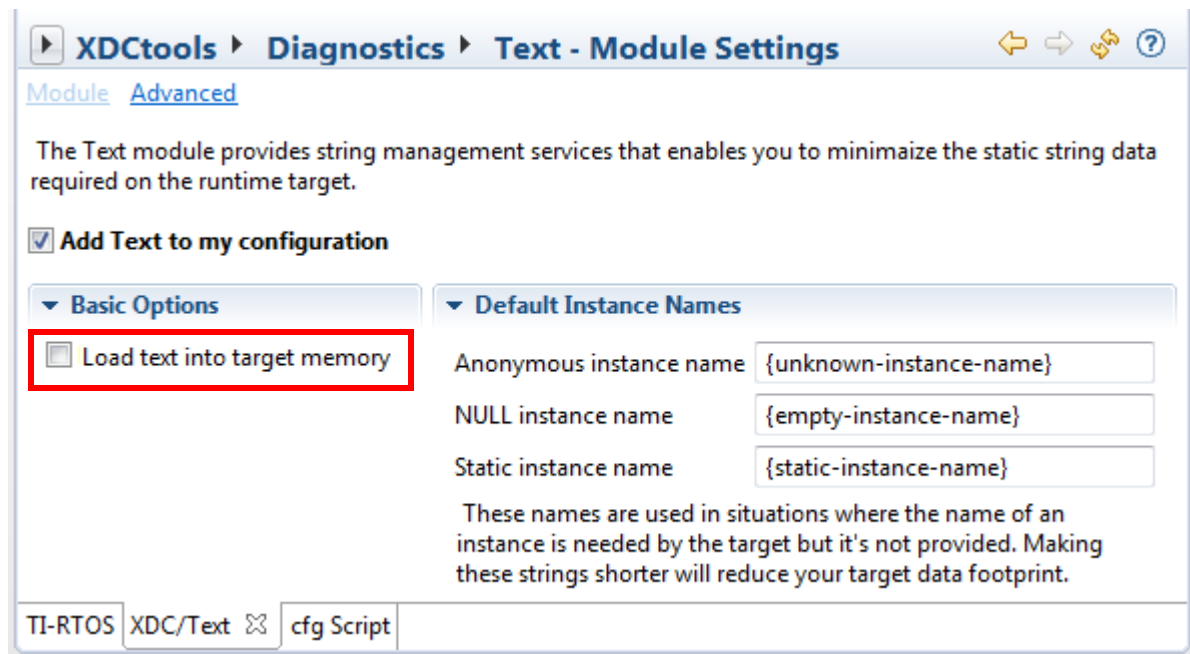 XDCtools Diagnostics Text - Module Settings
Module Advanced
The Text module provides string management services that enables you to minimaize the static string data
required on the runtime target.
Add Text to my configuration
Basic Options
Load text into target memory
Default Instance Names
Anonymous instance name {unknown-instance-name}
NULL instance name {empty-instance-name}
Static instance name {static-instance-name}
These names are used in situations where the name of an
instance is needed by the target but it's not provided. Making
these strings shorter will reduce your target data footprint.
TI-RTOS XDC/Text cfg Script